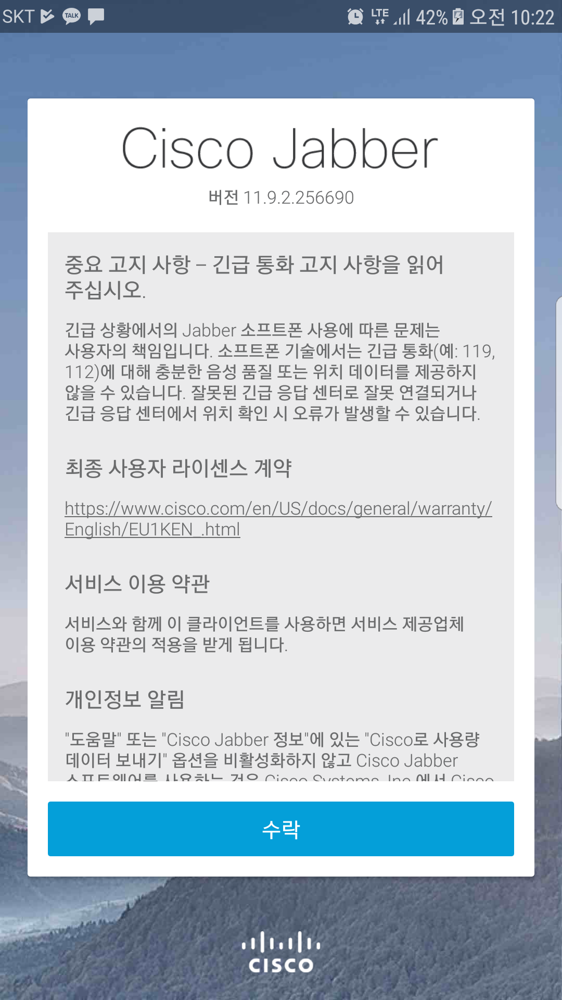 SKT TALK LTE 42% 오전 10:22
Cisco Jabber
버전 11.9.2.256690
중요 고지 사항 – 긴급 통화 고지 사항을 읽어
주십시오.
긴급 상황에서의 Jabber 소프트폰 사용에 따른 문제는
사용자의 책임입니다. 소프트폰 기술에서는 긴급 통화(예: 119,
112)에 대해 충분한 음성 품질 또는 위치 데이터를 제공하지
않을 수 있습니다. 잘못된 긴급 응답 센터로 잘못 연결되거나
긴급 응답 센터에서 위치 확인 시 오류가 발생할 수 있습니다.
최종 사용자 라이센스 계약
https://www.cisco.com/en/US/docs/general/warranty/
English/EU1KEN_.html
서비스 이용 약관
서비스와 함께 이 클라이언트를 사용하면 서비스 제공업체
이용 약관의 적용을 받게 됩니다.
개인정보 알림
"도움말" 또는 "Cisco Jabber 정보"에 있는 "Cisco로 사용량
데이터 보내기" 옵션을 비활성화하지 않고 Cisco Jabber
소프트웨어를 사용하는 것은 Cisco Systems, Inc.에서 Cisco
수락
CISCO